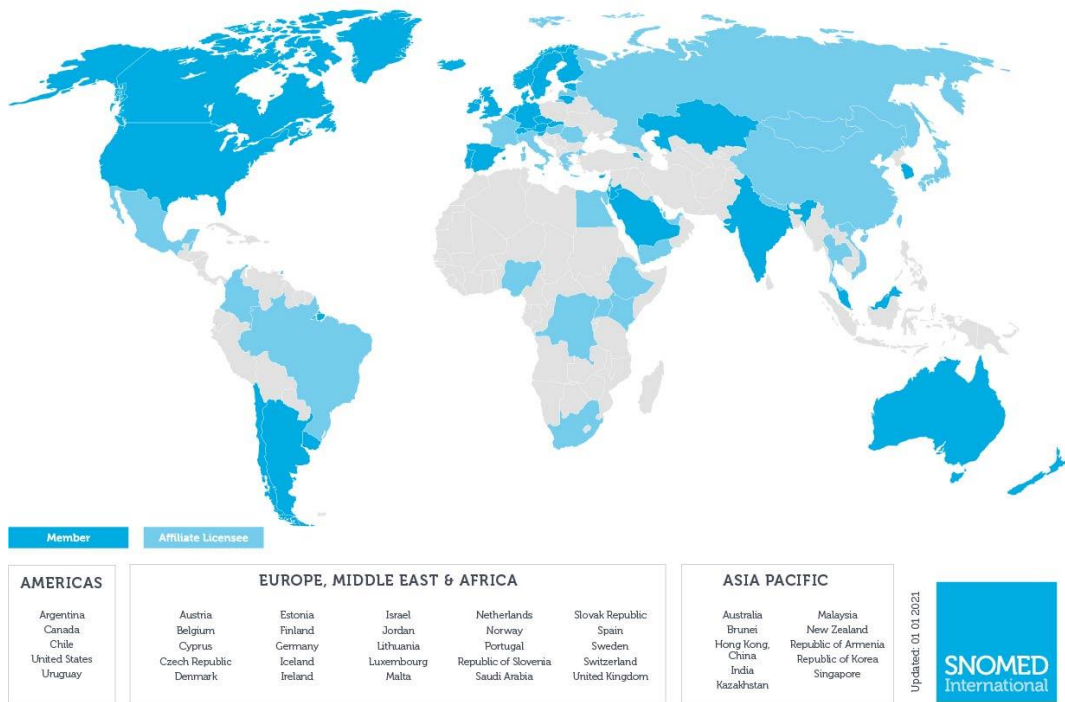 Member
Affiliate Licensee
AMERICAS
Argentina
Canada
Chile
United States
Uruguay
EUROPE, MIDDLE EAST & AFRICA
Austria
Belgium
Cyprus
Czech Republic
Denmark
Estonia
Finland
Germany
Iceland
Ireland
Israel
Jordan
Lithuania
Luxembourg
Malta
Netherlands
Norway
Portugal
Republic of Slovenia
Saudi Arabia
Slovak Republic
Spain
Sweden
Switzerland
United Kingdom
ASIA PACIFIC
Australia
Brunei
Hong Kong,
China
India
Kazakhstan
Malaysia
New Zealand
Republic of Armenia
Republic of Korea
Singapore
Updated: 01 01 2021
SNOMED
International